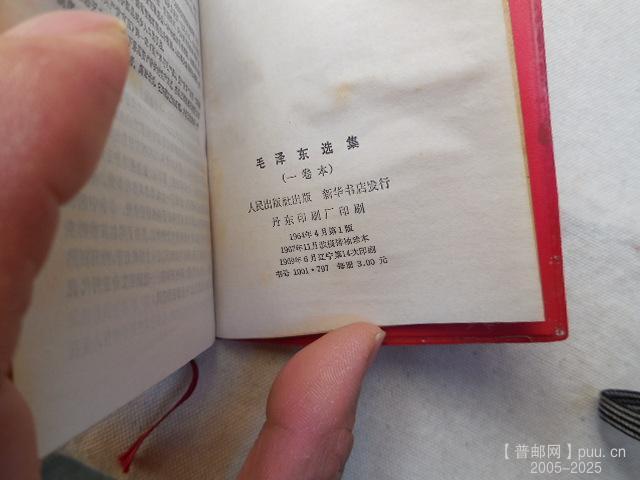 毛泽东选集
(一卷本)
人民出版社出版 新华书店发行
丹东印刷厂印刷
1964年4月第1版
1967年11月改横排袖珍本
1969年6月辽宁第14次印刷
书号 1001·797 每册 3.00 元
【普邮网】puu.cn
2005-2025